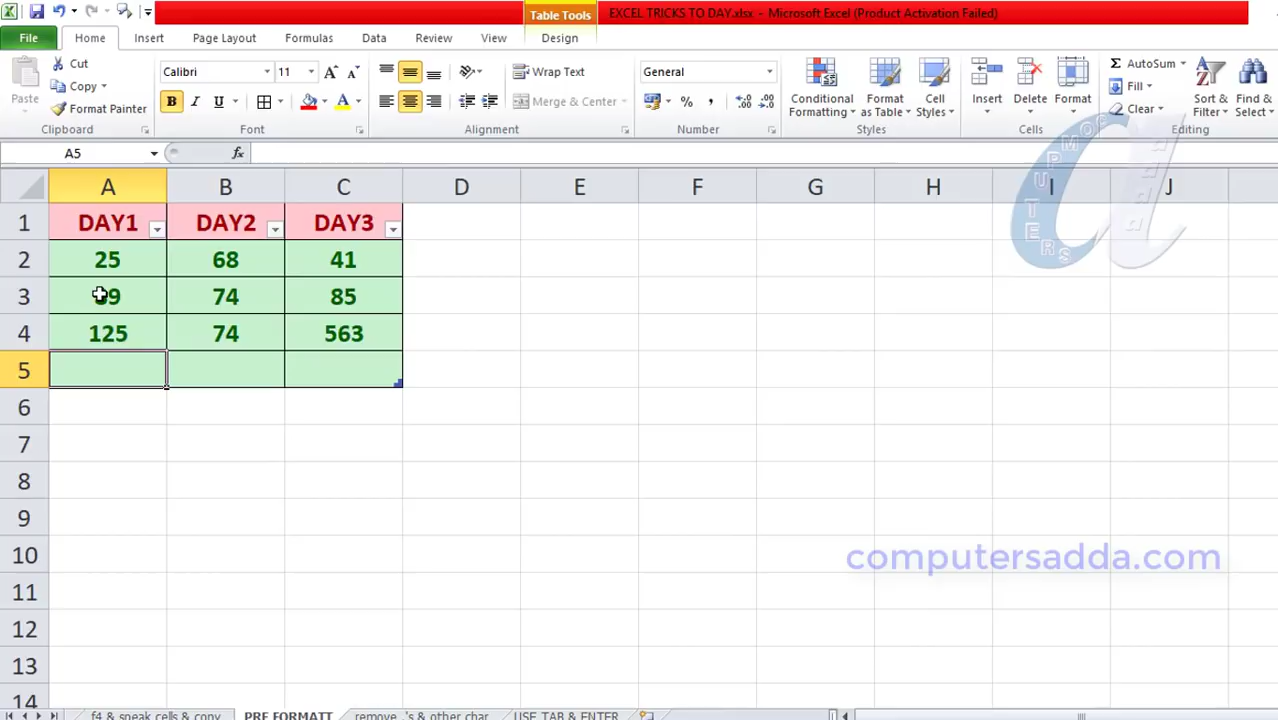 Table Tools
EXCEL TRICKS TO DAY.xlsx - Microsoft Excel (Product Activation Failed)
File Home Insert Page Layout Formulas Data Review View Design
Paste
Cut
Copy
Format Painter
Clipboard
Calibri 11
B I U A
Font
Wrap Text
Merge & Center
Alignment
General
% ,
Number
Conditional Formatting
Format as Table
Cell Styles
Styles
Insert Delete Format
Cells
Σ AutoSum
Fill
Clear
Sort & Filter
Find & Select
Editing
A5 fx
A B C D E F G H I J
1 DAY1 DAY2 DAY3
2 25 68 41
3 74 85
4 125 74 563
5
6
7
8
9
10
11
12
13
14
COMPUTERS
adda
computersadda.com
f4 & speak cells & copy PRE FORMATT remove .'s & other char USE TAB & ENTER